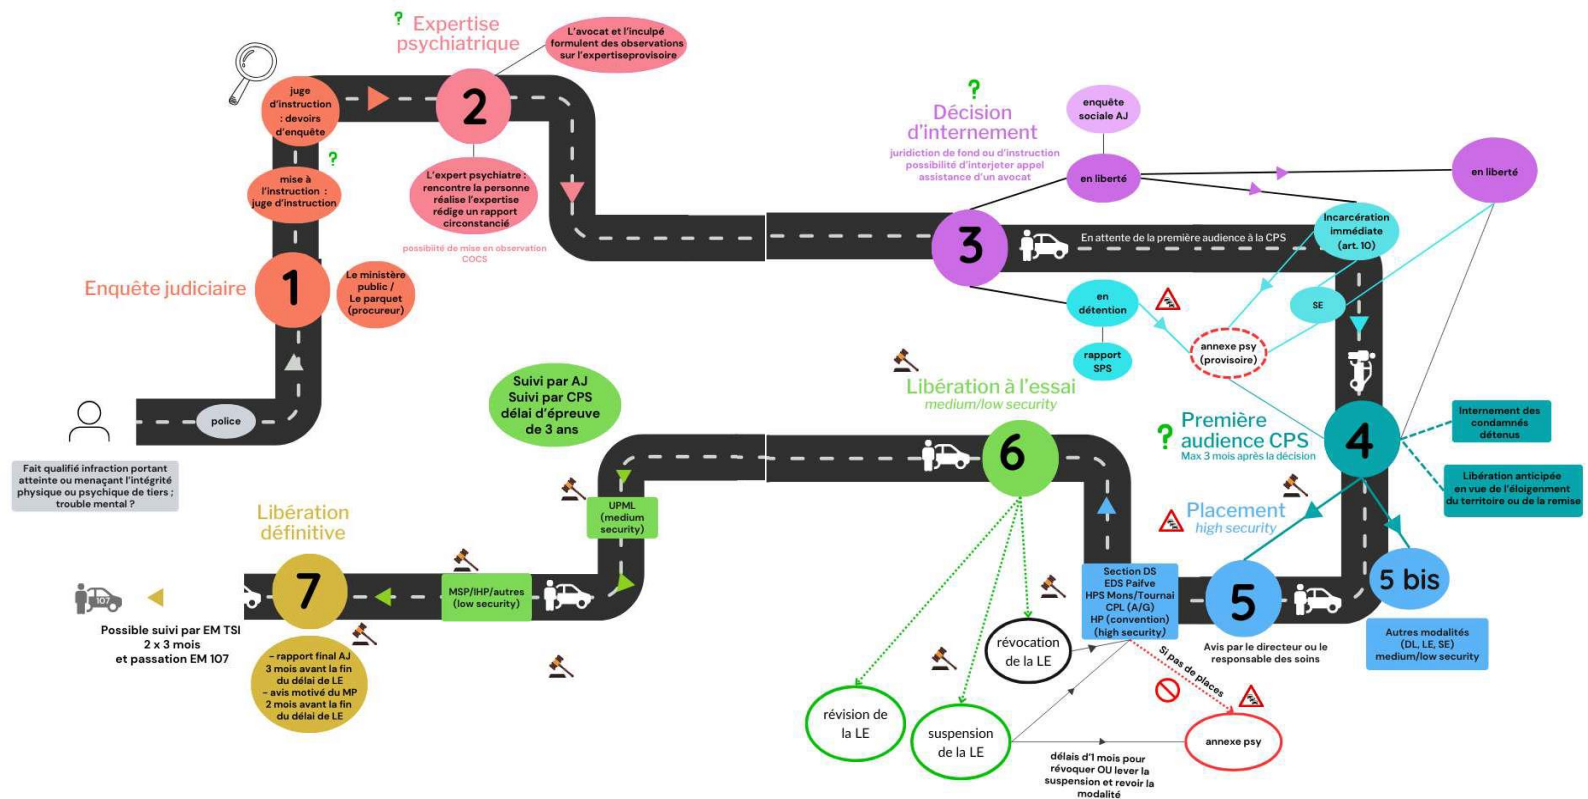 ?
Expertise
psychiatrique
L'avocat et l'inculpé
formulent des observations
sur l'expertiseprovisoire
juge
d'instruction
: devoirs
d'enquête
2
?
mise à
l'instruction :
juge d'instruction
L'expert psychiatre :
rencontre la personne
réalise l'expertise
rédige un rapport
circonstancié
possibilité de mise en observation
COCS
Enquête judiciaire
1
Le ministère
public /
Le parquet
(procureur)
police
Fait qualifié infraction portant
atteinte ou menaçant l'intégrité
physique ou psychique de tiers ;
trouble mental ?
?
Décision
d'internement
juridiction de fond ou d'instruction
possibilité d'interjeter appel
assistance d'un avocat
enquête
sociale AJ
en liberté
en liberté
3
En attente de la première audience à la CPS
Incarcération
immédiate
(art. 10)
en
détention
SE
rapport
SPS
annexe psy
(provisoire)
?
Première
audience CPS
Max 3 mois après la décision
4
Internement des
condamnés
détenus
Libération anticipée
en vue de l'éloigenment
du territoire ou de la remise
Placement
high security
5
5 bis
Avis par le directeur ou le
responsable des soins
Autres modalités
(DL, LE, SE)
medium/low security
Section DS
EDS Paifve
HPS Mons/Tournai
CPL (A/G)
HP (convention)
(high security)
Si pas de places
annexe psy
Libération à l'essai
medium/low security
6
révocation
de la LE
révision de
la LE
suspension
de la LE
délais d'1 mois pour
révoquer OU lever la
suspension et revoir la
modalité
Suivi par AJ
Suivi par CPS
délai d'épreuve
de 3 ans
UPML
(medium
security)
MSP/IHP/autres
(low security)
Libération
définitive
7
– rapport final AJ
3 mois avant la fin
du délai de LE
– avis motivé du MP
2 mois avant la fin
du délai de LE
107
Possible suivi par EM TSI
2 x 3 mois
et passation EM 107